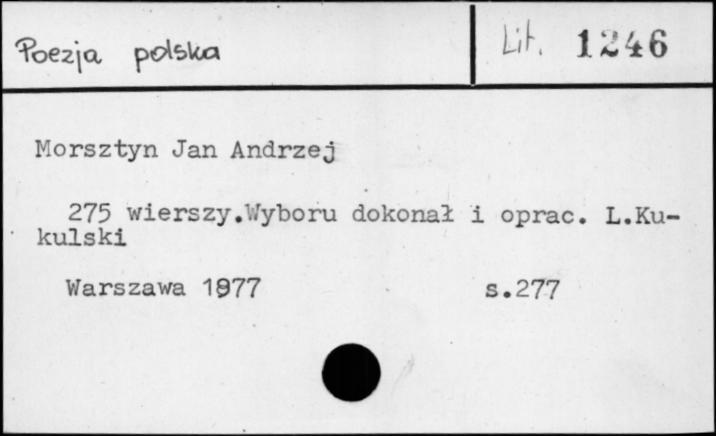 Poezja polska
Lit. 1246
Morsztyn Jan Andrzej
275 wierszy.Wyboru dokonał i oprac. L.Ku-
kulski
Warszawa 1977 s.277